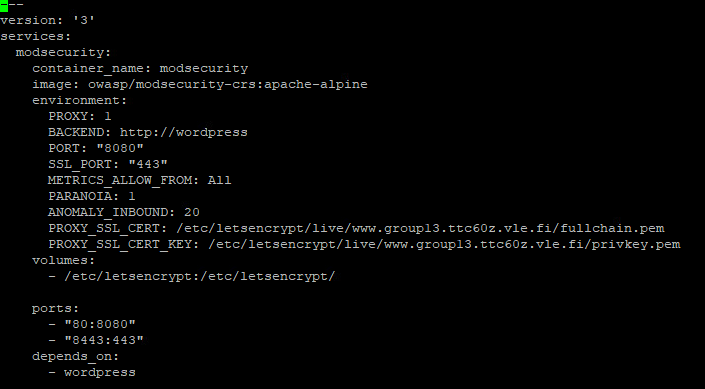 ---
version: '3'
services:
  modsecurity:
    container_name: modsecurity
    image: owasp/modsecurity-crs:apache-alpine
    environment:
      PROXY: 1
      BACKEND: http://wordpress
      PORT: "8080"
      SSL_PORT: "443"
      METRICS_ALLOW_FROM: All
      PARANOIA: 1
      ANOMALY_INBOUND: 20
      PROXY_SSL_CERT: /etc/letsencrypt/live/www.group13.ttc60z.vle.fi/fullchain.pem
      PROXY_SSL_CERT_KEY: /etc/letsencrypt/live/www.group13.ttc60z.vle.fi/privkey.pem
    volumes:
      - /etc/letsencrypt:/etc/letsencrypt/

    ports:
      - "80:8080"
      - "8443:443"
    depends_on:
      - wordpress